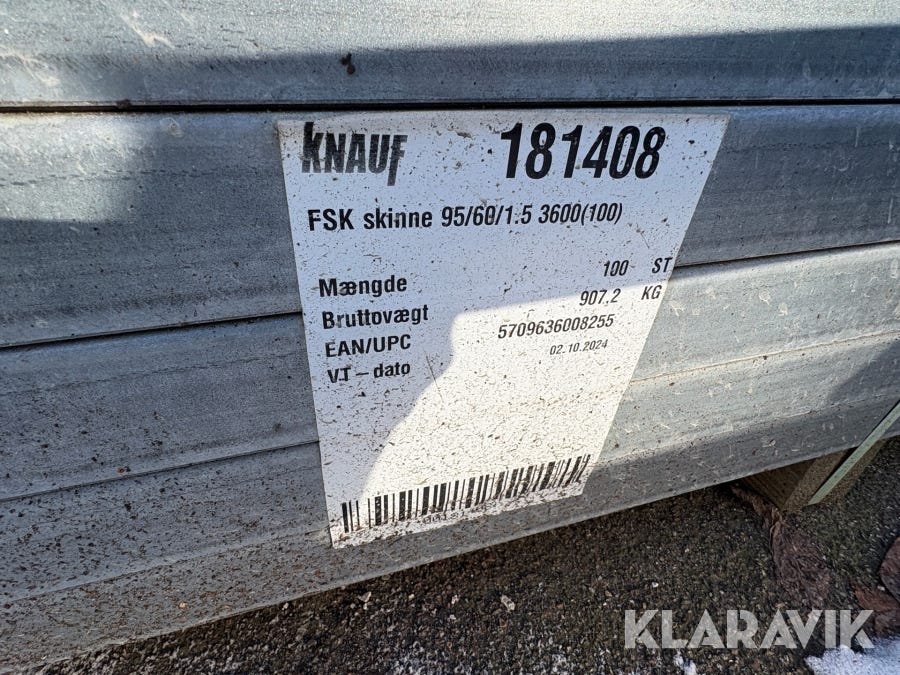 KNAUF 181408
FSK skinne 95/60/1.5 3600(100)
Mængde 100 ST
Bruttovægt 907,2 KG
EAN/UPC 5709636008255
VT - dato 02.10.2024
KLARAVIK